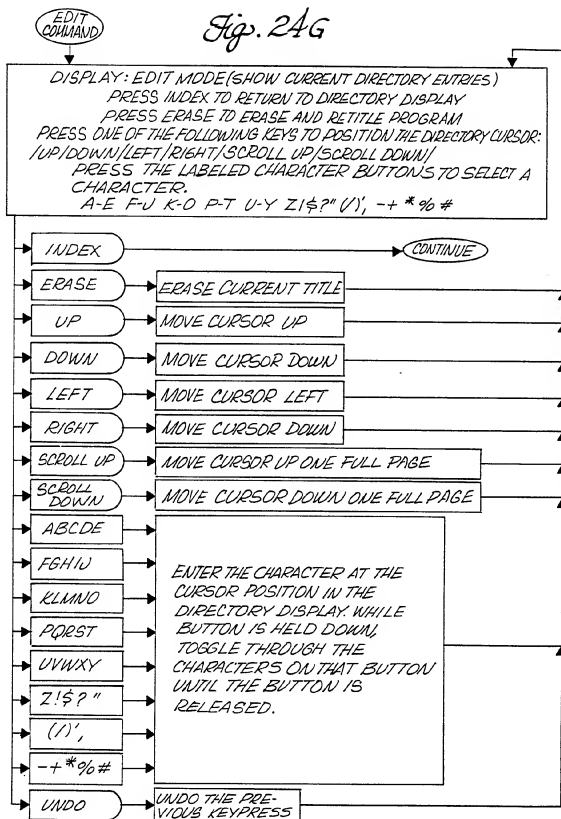 EDIT
COMMAND
Fig. 24G
DISPLAY: EDIT MODE (SHOW CURRENT DIRECTORY ENTRIES)
PRESS INDEX TO RETURN TO DIRECTORY DISPLAY
PRESS ERASE TO ERASE AND RETITLE PROGRAM
PRESS ONE OF THE FOLLOWING KEYS TO POSITION THE DIRECTORY CURSOR:
/UP/DOWN/LEFT/RIGHT/SCROLL UP/SCROLL DOWN/
PRESS THE LABELED CHARACTER BUTTONS TO SELECT A
CHARACTER.
A-E F-J K-O P-T U-Y Z!$?" (/)', -+*%#
INDEX
CONTINUE
ERASE
ERASE CURRENT TITLE
UP
MOVE CURSOR UP
DOWN
MOVE CURSOR DOWN
LEFT
MOVE CURSOR LEFT
RIGHT
MOVE CURSOR DOWN
SCROLL UP
MOVE CURSOR UP ONE FULL PAGE
SCROLL
DOWN
MOVE CURSOR DOWN ONE FULL PAGE
ABCDE
FGHIJ
KLMNO
PQRST
UVWXY
Z!$?"
(/)',
-+*%#
ENTER THE CHARACTER AT THE
CURSOR POSITION IN THE
DIRECTORY DISPLAY. WHILE
BUTTON IS HELD DOWN,
TOGGLE THROUGH THE
CHARACTERS ON THAT BUTTON
UNTIL THE BUTTON IS
RELEASED.
UNDO
UNDO THE PRE-
VIOUS KEYPRESS